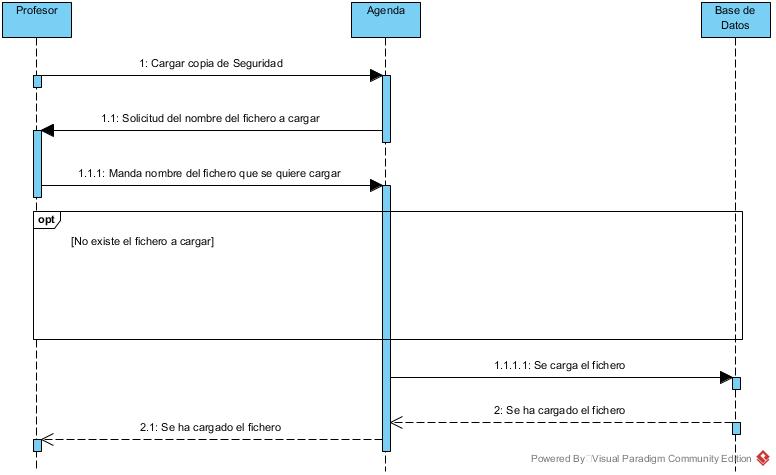 Profesor
Agenda
Base de
Datos
1: Cargar copia de Seguridad
1.1: Solicitud del nombre del fichero a cargar
1.1.1: Manda nombre del fichero que se quiere cargar
opt
[No existe el fichero a cargar]
1.1.1.1: Se carga el fichero
2: Se ha cargado el fichero
2.1: Se ha cargado el fichero
Powered By Visual Paradigm Community Edition